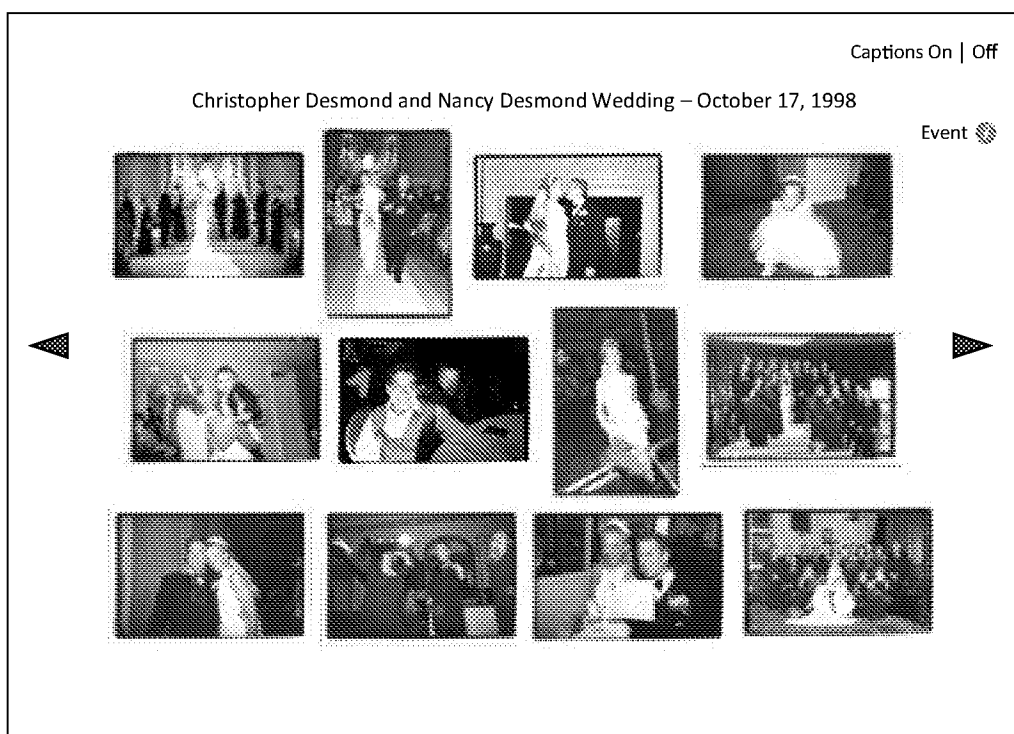 Captions On | Off
Christopher Desmond and Nancy Desmond Wedding – October 17, 1998
Event